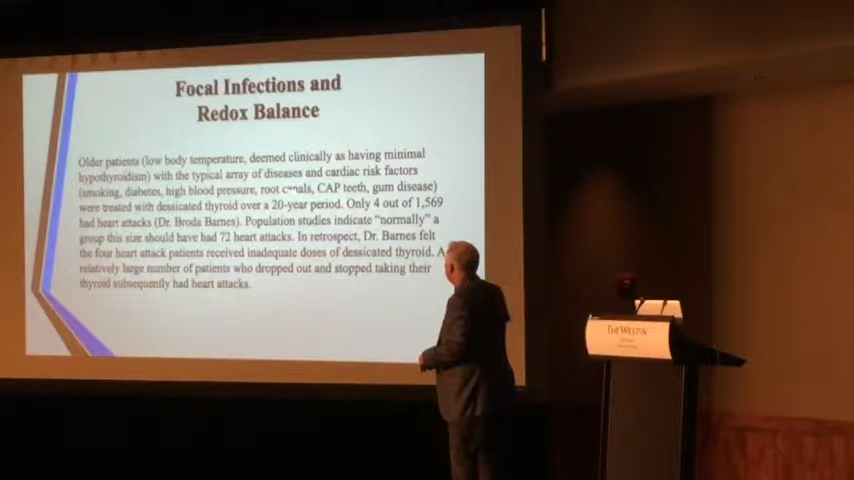 Focal Infections and
Redox Balance
Older patients (low body temperature, deemed clinically as having minimal
hypothyroidism) with the typical array of diseases and cardiac risk factors
(smoking, diabetes, high blood pressure, root canals, CAP teeth, gum disease)
were treated with dessicated thyroid over a 20-year period. Only 4 out of 1,569
had heart attacks (Dr. Broda Barnes). Population studies indicate "normally" a
group this size should have had 72 heart attacks. In retrospect, Dr. Barnes felt
the four heart attack patients received inadequate doses of dessicated thyroid. A
relatively large number of patients who dropped out and stopped taking their
thyroid subsequently had heart attacks.
THE WESTIN